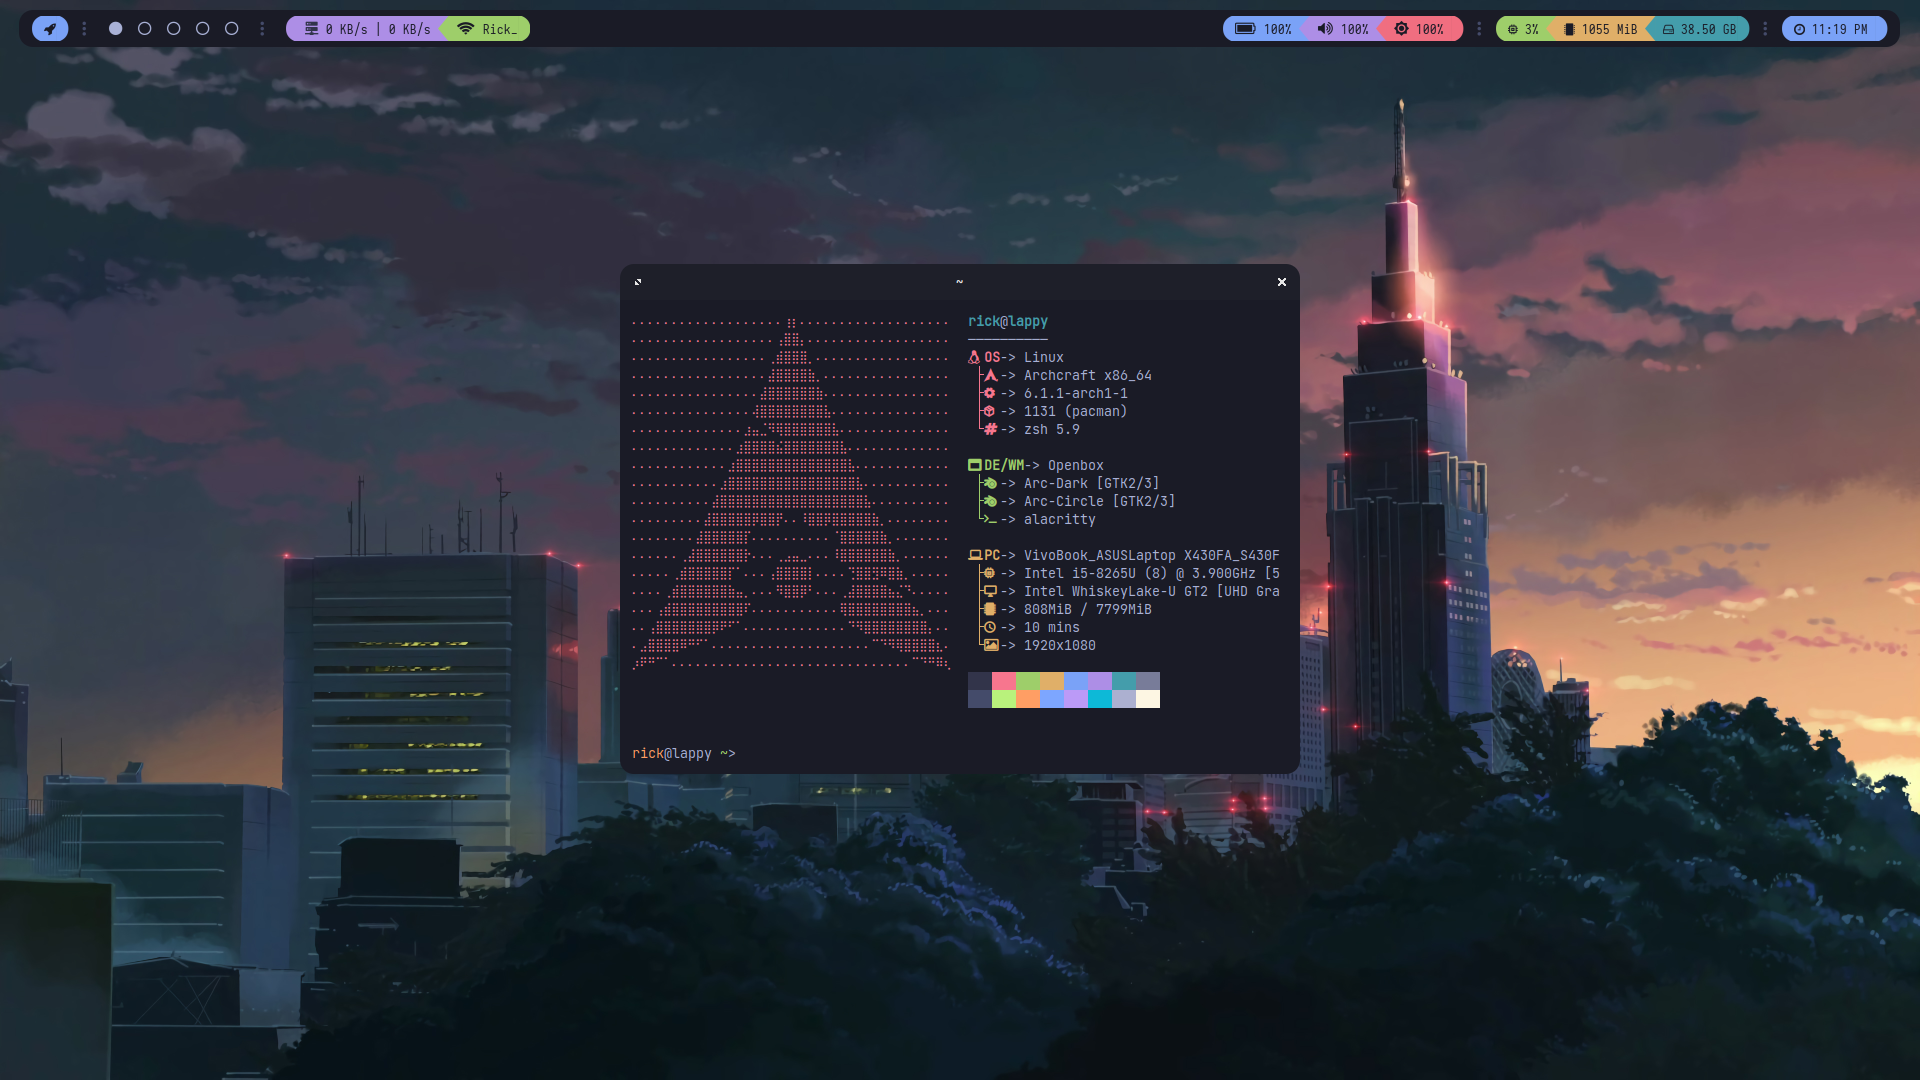 0 KB/s | 0 KB/s Rick_ 100% 100% 100% 3% 1055 MiB 38.50 GB 11:19 PM
~
rick@lappy
OS-> Linux
-> Archcraft x86_64
-> 6.1.1-arch1-1
-> 1131 (pacman)
-> zsh 5.9
DE/WM-> Openbox
-> Arc-Dark [GTK2/3]
-> Arc-Circle [GTK2/3]
-> alacritty
PC-> VivoBook_ASUSLaptop X430FA_S430F
-> Intel i5-8265U (8) @ 3.900GHz [5
-> Intel WhiskeyLake-U GT2 [UHD Gra
-> 808MiB / 7799MiB
-> 10 mins
-> 1920x1080
rick@lappy ~>